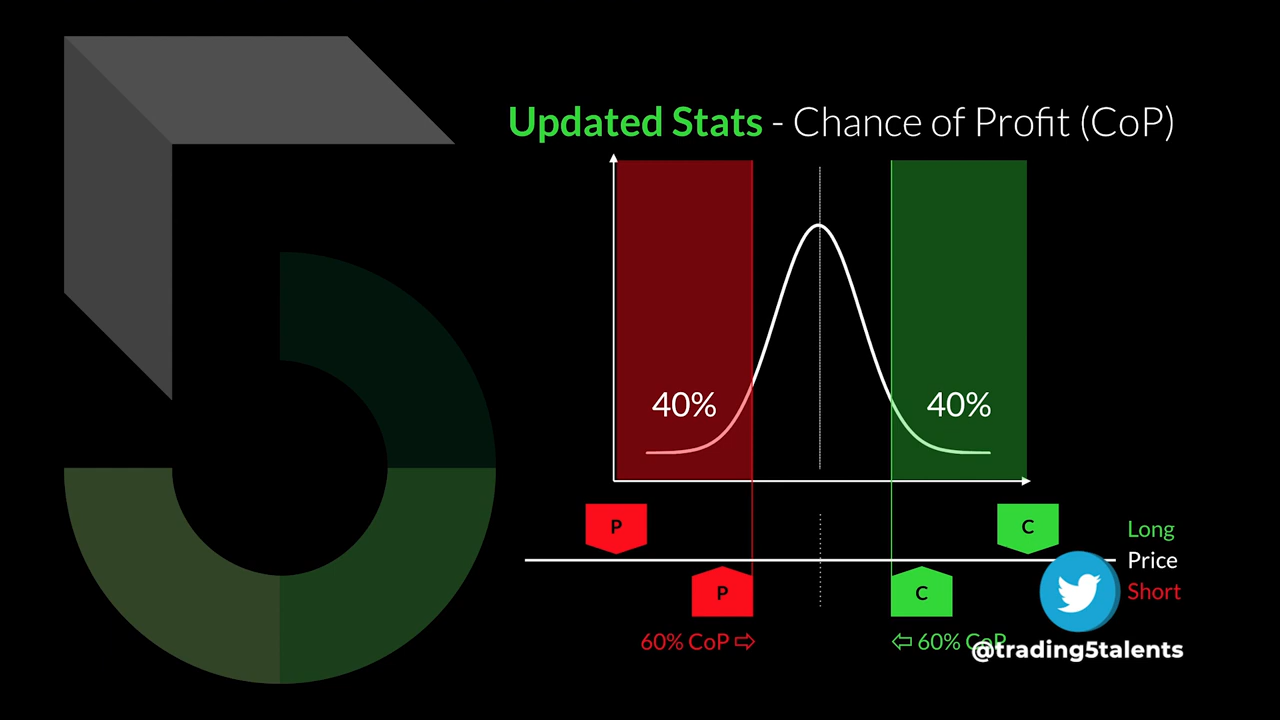 Updated Stats - Chance of Profit (CoP)
40%
40%
P
C
Long
Price
P
C
Short
60% CoP ⇨
⇦ 60% CoP
@trading5talents